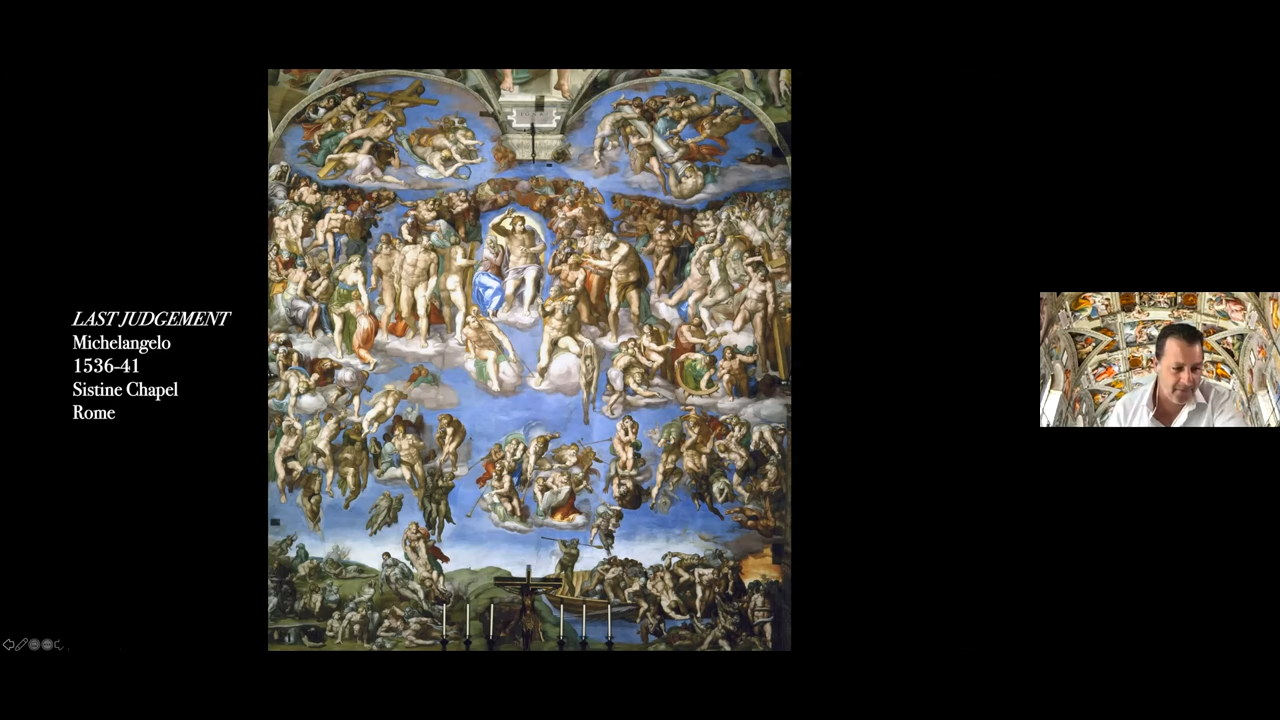 LAST JUDGEMENT
Michelangelo
1536-41
Sistine Chapel
Rome